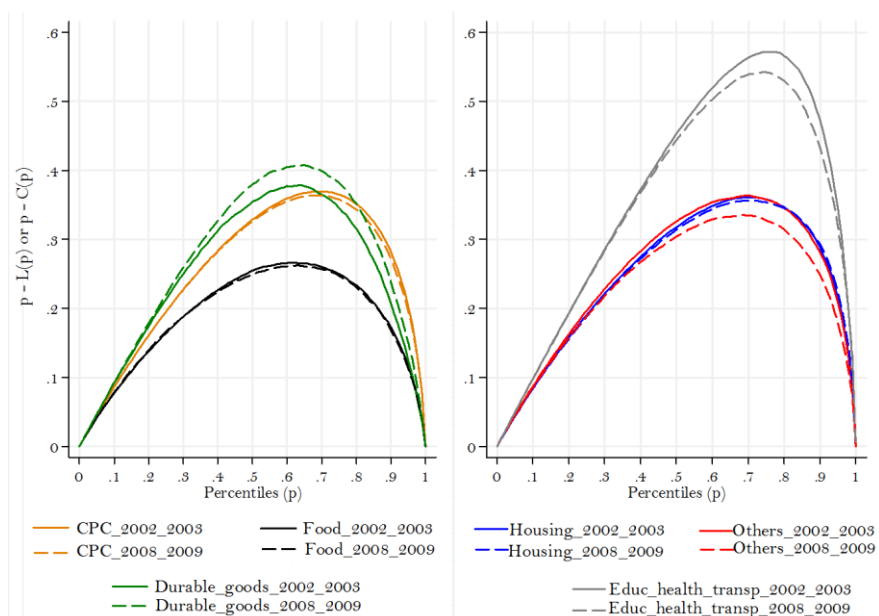 p - L(p) or p - C(p)
.6
.5
.4
.3
.2
.1
0
0 .1 .2 .3 .4 .5 .6 .7 .8 .9 1
Percentiles (p)
CPC_2002_2003 Food_2002_2003
CPC_2008_2009 Food_2008_2009
Durable_goods_2002_2003
Durable_goods_2008_2009
.6
.5
.4
.3
.2
.1
0
0 .1 .2 .3 .4 .5 .6 .7 .8 .9 1
Percentiles (p)
Housing_2002_2003 Others_2002_2003
Housing_2008_2009 Others_2008_2009
Educ_health_transp_2002_2003
Educ_health_transp_2008_2009